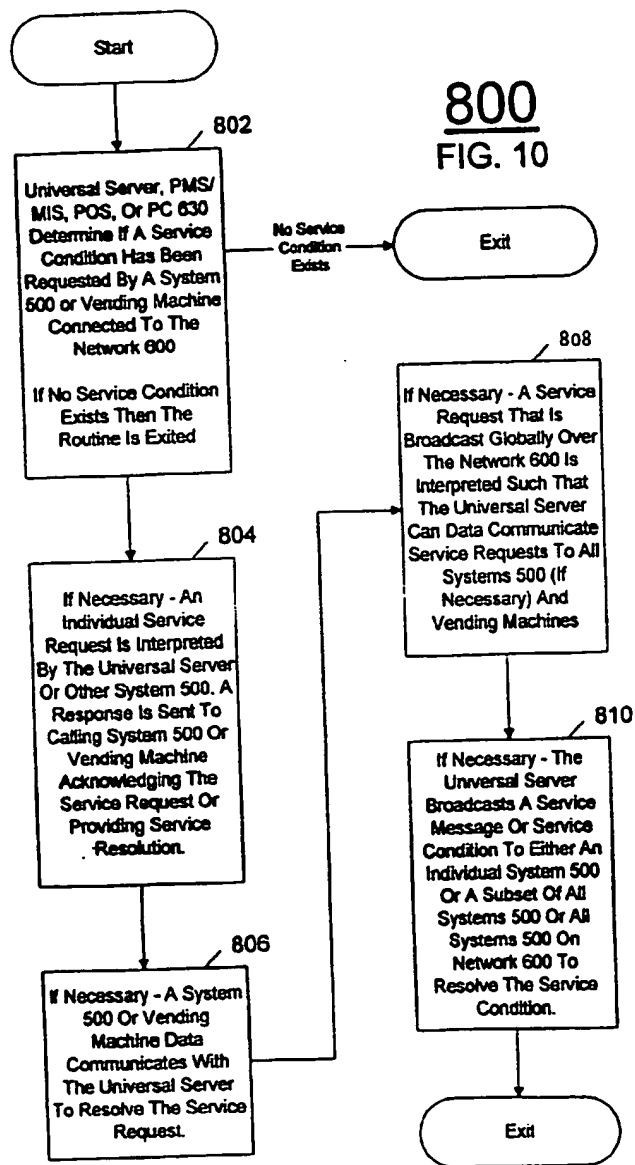 Start
800
FIG. 10
802
Universal Server, PMS/
MIS, POS, Or PC 630
Determine If A Service
Condition Has Been
Requested By A System
500 or Vending Machine
Connected To The
Network 600
If No Service Condition
Exists Then The
Routine Is Exited
No Service
Condition
Exists
Exit
804
If Necessary - An
Individual Service
Request Is Interpreted
By The Universal Server
Or Other System 500. A
Response Is Sent To
Calling System 500 Or
Vending Machine
Acknowledging The
Service Request Or
Providing Service
Resolution.
806
If Necessary - A System
500 Or Vending
Machine Data
Communicates With
The Universal Server
To Resolve The Service
Request.
808
If Necessary - A Service
Request That Is
Broadcast Globally Over
The Network 600 Is
Interpreted Such That
The Universal Server
Can Data Communicate
Service Requests To All
Systems 500 (If
Necessary) And
Vending Machines
810
If Necessary - The
Universal Server
Broadcasts A Service
Message Or Service
Condition To Either An
Individual System 500
Or A Subset Of All
Systems 500 Or All
Systems 500 On
Network 600 To
Resolve The Service
Condition.
Exit